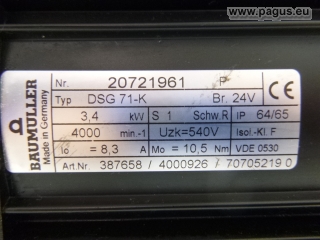 © www.pagus.eu
BAUMÜLLER
Made in Germany
Nr. 20721961 P CE
Typ DSG 71-K Br. 24V
3,4 kW S 1 Schw.R IP 64/65
4000 min.-1 Uzk=540V Isol.-Kl. F
Io = 8,3 A Mo = 10,5 Nm VDE 0530
Art.Nr. 387658 / 4000926 / 70705219 0